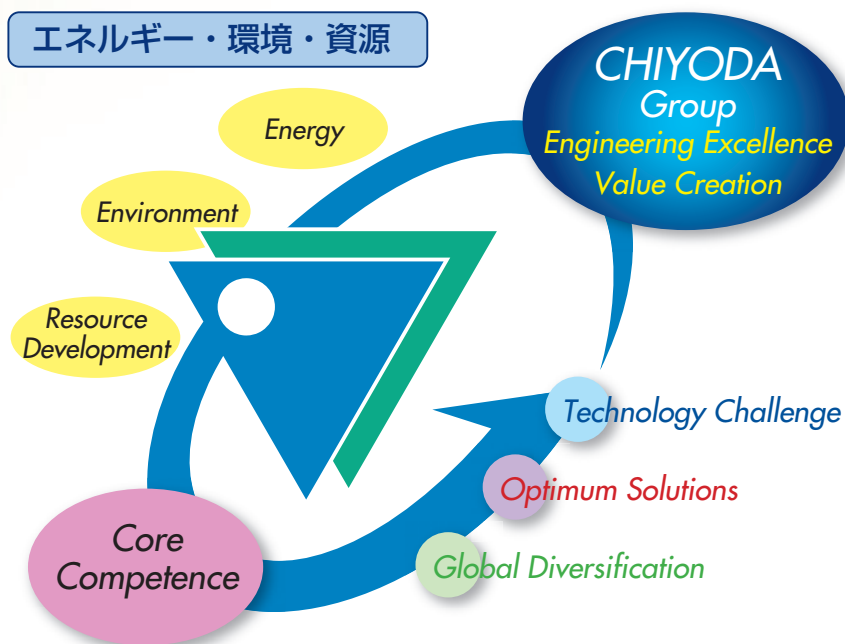 エネルギー・環境・資源
CHIYODA
Group
Engineering Excellence
Value Creation
Energy
Environment
Resource
Development
Technology Challenge
Optimum Solutions
Global Diversification
Core
Competence